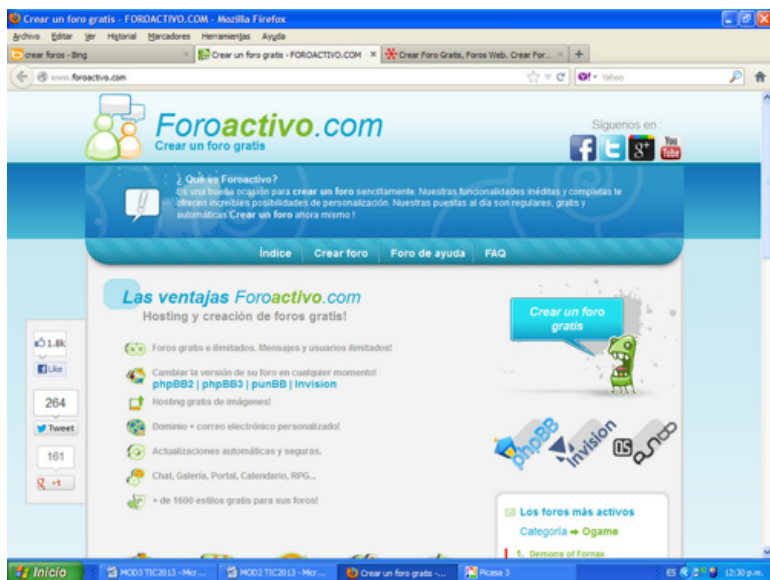 Crear un foro gratis - FOROACTIVO.COM - Mozilla Firefox
Archivo Editar Ver Historial Marcadores Herramientas Ayuda
crear foros - Bing
Crear un foro gratis - FOROACTIVO.COM
Crear Foro Gratis, Foros Web. Crear For...
www.foroactivo.com
Yahoo
Foroactivo.com
Crear un foro gratis
Siguenos en :
You Tube
¿ Qué es Foroactivo?
Es una buena ocasión para crear un foro sencillamente. Nuestras funcionalidades inéditas y completas te
ofrecen increíbles posibilidades de personalización. Nuestras puestas al día son regulares, gratis y
automáticas Crear un foro ahora mismo !
Índice Crear foro Foro de ayuda FAQ
Las ventajas Foroactivo.com
Hosting y creación de foros gratis!
Foros gratis e ilimitados. Mensajes y usuarios ilimitados!
Cambiar la versión de su foro en cualquier momento!
phpBB2 | phpBB3 | punBB | Invision
Hosting gratis de imágenes!
Dominio + correo electrónico personalizado!
Actualizaciones automáticas y seguras.
Chat, Galería, Portal, Calendario, RPG...
+ de 1600 estilos gratis para sus foros!
Crear un foro
gratis
phpBB
Invision
punBB
Los foros más activos
Categoría Ogame
1. Demons of Fornax
1.8k
Like
264
Tweet
161
+1
Inicio
MOD3 TIC2013 - Micr...
MOD2 TIC2013 - Micr...
Crear un foro gratis -...
Picasa 3
ES
12:30 p.m.